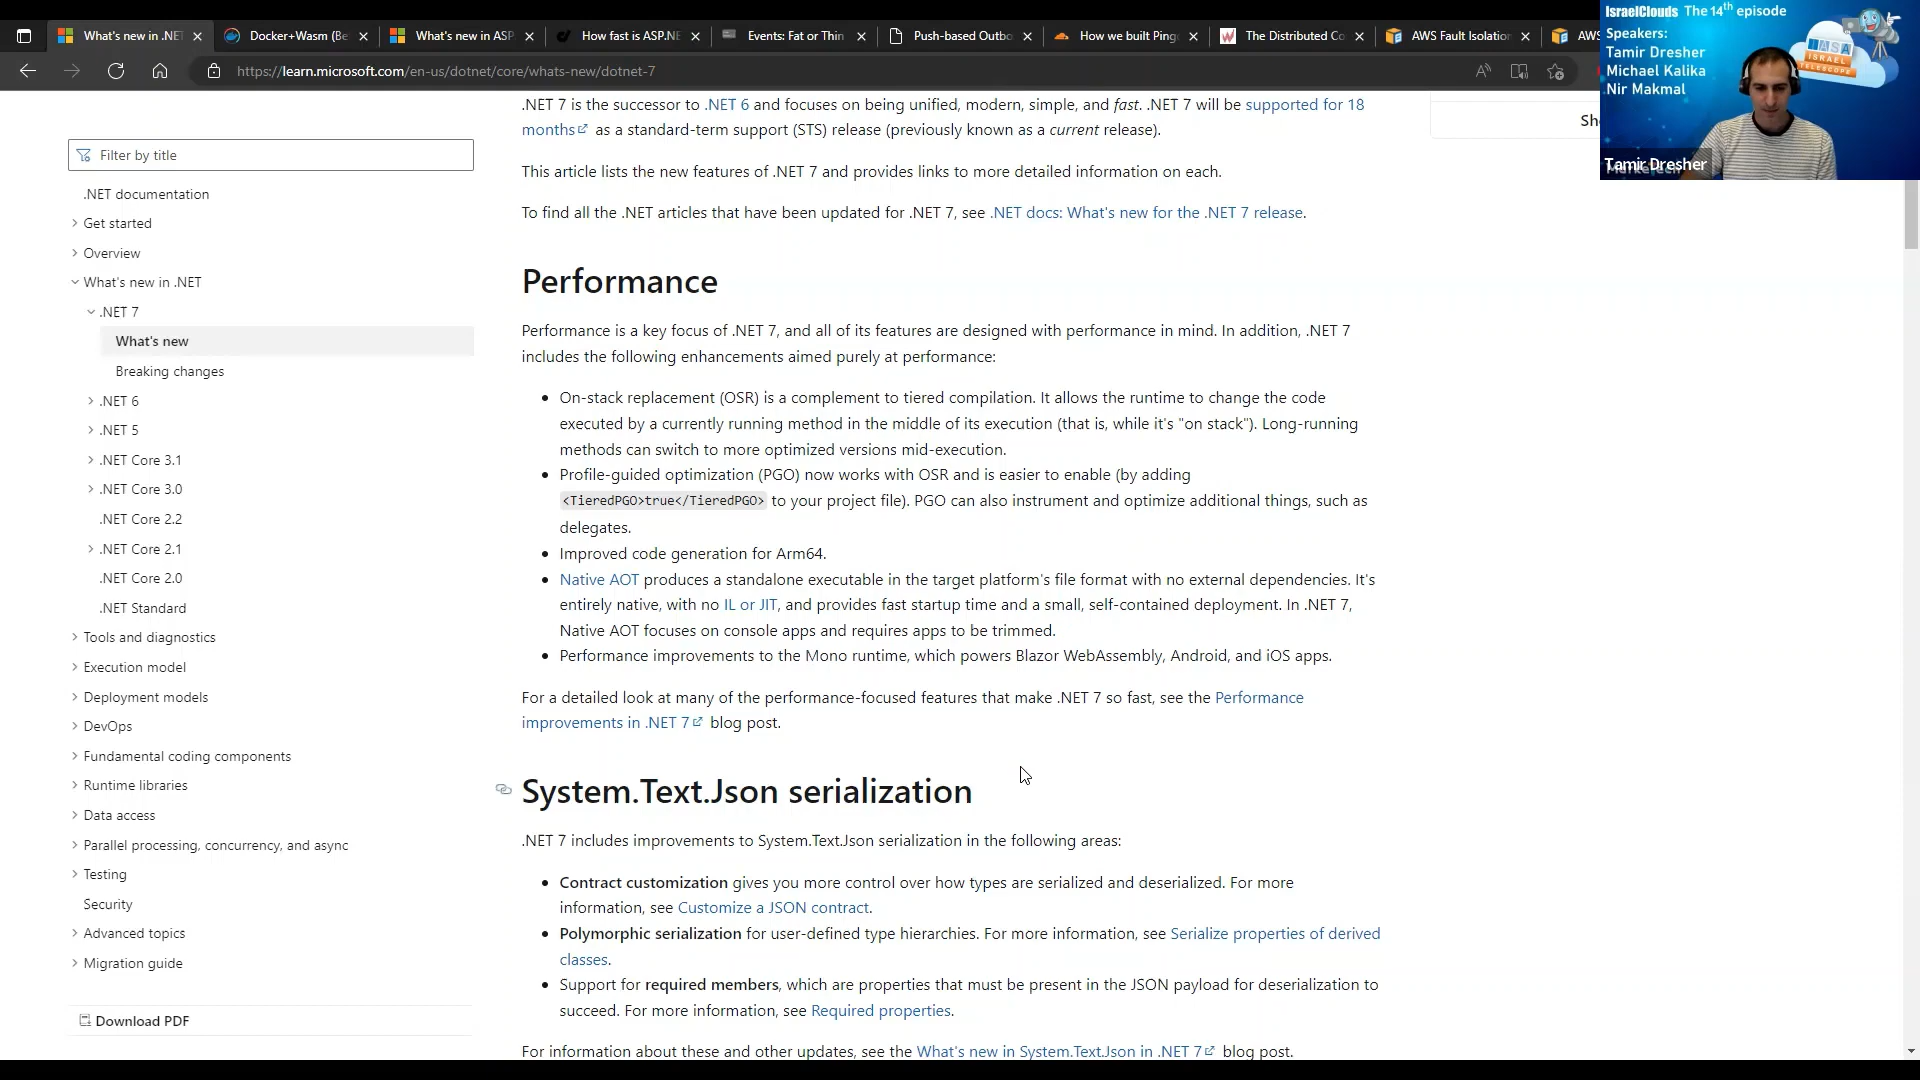 What's new in .NET
Docker+Wasm (Be
What's new in ASP.
How fast is ASP.NE
Events: Fat or Thin
Push-based Outbo
How we built Ping
The Distributed Co
AWS Fault Isolation
AWS
https://learn.microsoft.com/en-us/dotnet/core/whats-new/dotnet-7
IsraelClouds The 14th episode
Speakers:
Tamir Dresher
Michael Kalika
Nir Makmal
IASA
ISRAEL
TELESCOPE
Tamir Dresher
Filter by title
.NET documentation
Get started
Overview
What's new in .NET
.NET 7
What's new
Breaking changes
.NET 6
.NET 5
.NET Core 3.1
.NET Core 3.0
.NET Core 2.2
.NET Core 2.1
.NET Core 2.0
.NET Standard
Tools and diagnostics
Execution model
Deployment models
DevOps
Fundamental coding components
Runtime libraries
Data access
Parallel processing, concurrency, and async
Testing
Security
Advanced topics
Migration guide
Download PDF
.NET 7 is the successor to .NET 6 and focuses on being unified, modern, simple, and fast. .NET 7 will be supported for 18
months as a standard-term support (STS) release (previously known as a current release).
This article lists the new features of .NET 7 and provides links to more detailed information on each.
To find all the .NET articles that have been updated for .NET 7, see .NET docs: What's new for the .NET 7 release.
Performance
Performance is a key focus of .NET 7, and all of its features are designed with performance in mind. In addition, .NET 7
includes the following enhancements aimed purely at performance:
• On-stack replacement (OSR) is a complement to tiered compilation. It allows the runtime to change the code
executed by a currently running method in the middle of its execution (that is, while it's "on stack"). Long-running
methods can switch to more optimized versions mid-execution.
• Profile-guided optimization (PGO) now works with OSR and is easier to enable (by adding
<TieredPGO>true</TieredPGO> to your project file). PGO can also instrument and optimize additional things, such as
delegates.
• Improved code generation for Arm64.
• Native AOT produces a standalone executable in the target platform's file format with no external dependencies. It's
entirely native, with no IL or JIT, and provides fast startup time and a small, self-contained deployment. In .NET 7,
Native AOT focuses on console apps and requires apps to be trimmed.
• Performance improvements to the Mono runtime, which powers Blazor WebAssembly, Android, and iOS apps.
For a detailed look at many of the performance-focused features that make .NET 7 so fast, see the Performance
improvements in .NET 7 blog post.
System.Text.Json serialization
.NET 7 includes improvements to System.Text.Json serialization in the following areas:
• Contract customization gives you more control over how types are serialized and deserialized. For more
information, see Customize a JSON contract.
• Polymorphic serialization for user-defined type hierarchies. For more information, see Serialize properties of derived
classes.
• Support for required members, which are properties that must be present in the JSON payload for deserialization to
succeed. For more information, see Required properties.
For information about these and other updates, see the What's new in System.Text.Json in .NET 7 blog post.